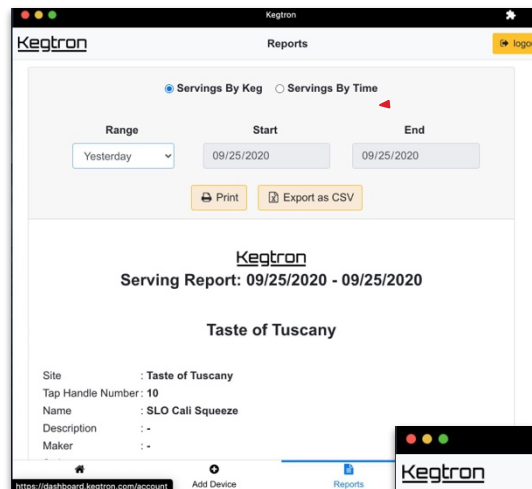 Kegtron
Kegtron
Reports
Servings By Keg
Servings By Time
Range
Start
End
Yesterday
09/25/2020
09/25/2020
Print
Export as CSV
Kegtron
Serving Report: 09/25/2020 - 09/25/2020
Taste of Tuscany
Site : Taste of Tuscany
Tap Handle Number : 10
Name : SLO Cali Squeeze
Description : -
Maker : -
https://dashboard.kegtron.com/account
Add Device
Reports
Kegtron